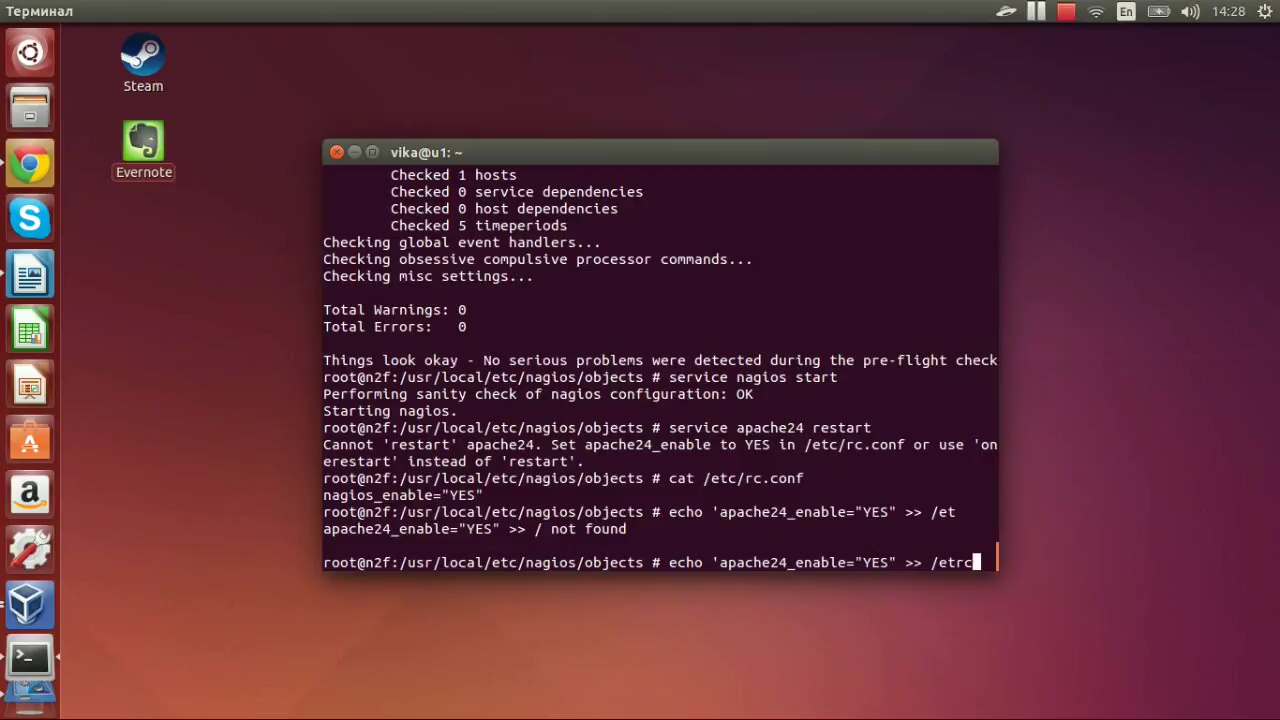 Терминал
En
14:28
Steam
Evernote
vika@u1: ~
Checked 1 hosts
Checked 0 service dependencies
Checked 0 host dependencies
Checked 5 timeperiods
Checking global event handlers...
Checking obsessive compulsive processor commands...
Checking misc settings...
Total Warnings: 0
Total Errors:   0
Things look okay - No serious problems were detected during the pre-flight check
root@n2f:/usr/local/etc/nagios/objects # service nagios start
Performing sanity check of nagios configuration: OK
Starting nagios.
root@n2f:/usr/local/etc/nagios/objects # service apache24 restart
Cannot 'restart' apache24. Set apache24_enable to YES in /etc/rc.conf or use 'on
erestart' instead of 'restart'.
root@n2f:/usr/local/etc/nagios/objects # cat /etc/rc.conf
nagios_enable="YES"
root@n2f:/usr/local/etc/nagios/objects # echo 'apache24_enable="YES" >> /et
apache24_enable="YES" >> / not found
root@n2f:/usr/local/etc/nagios/objects # echo 'apache24_enable="YES" >> /etrc